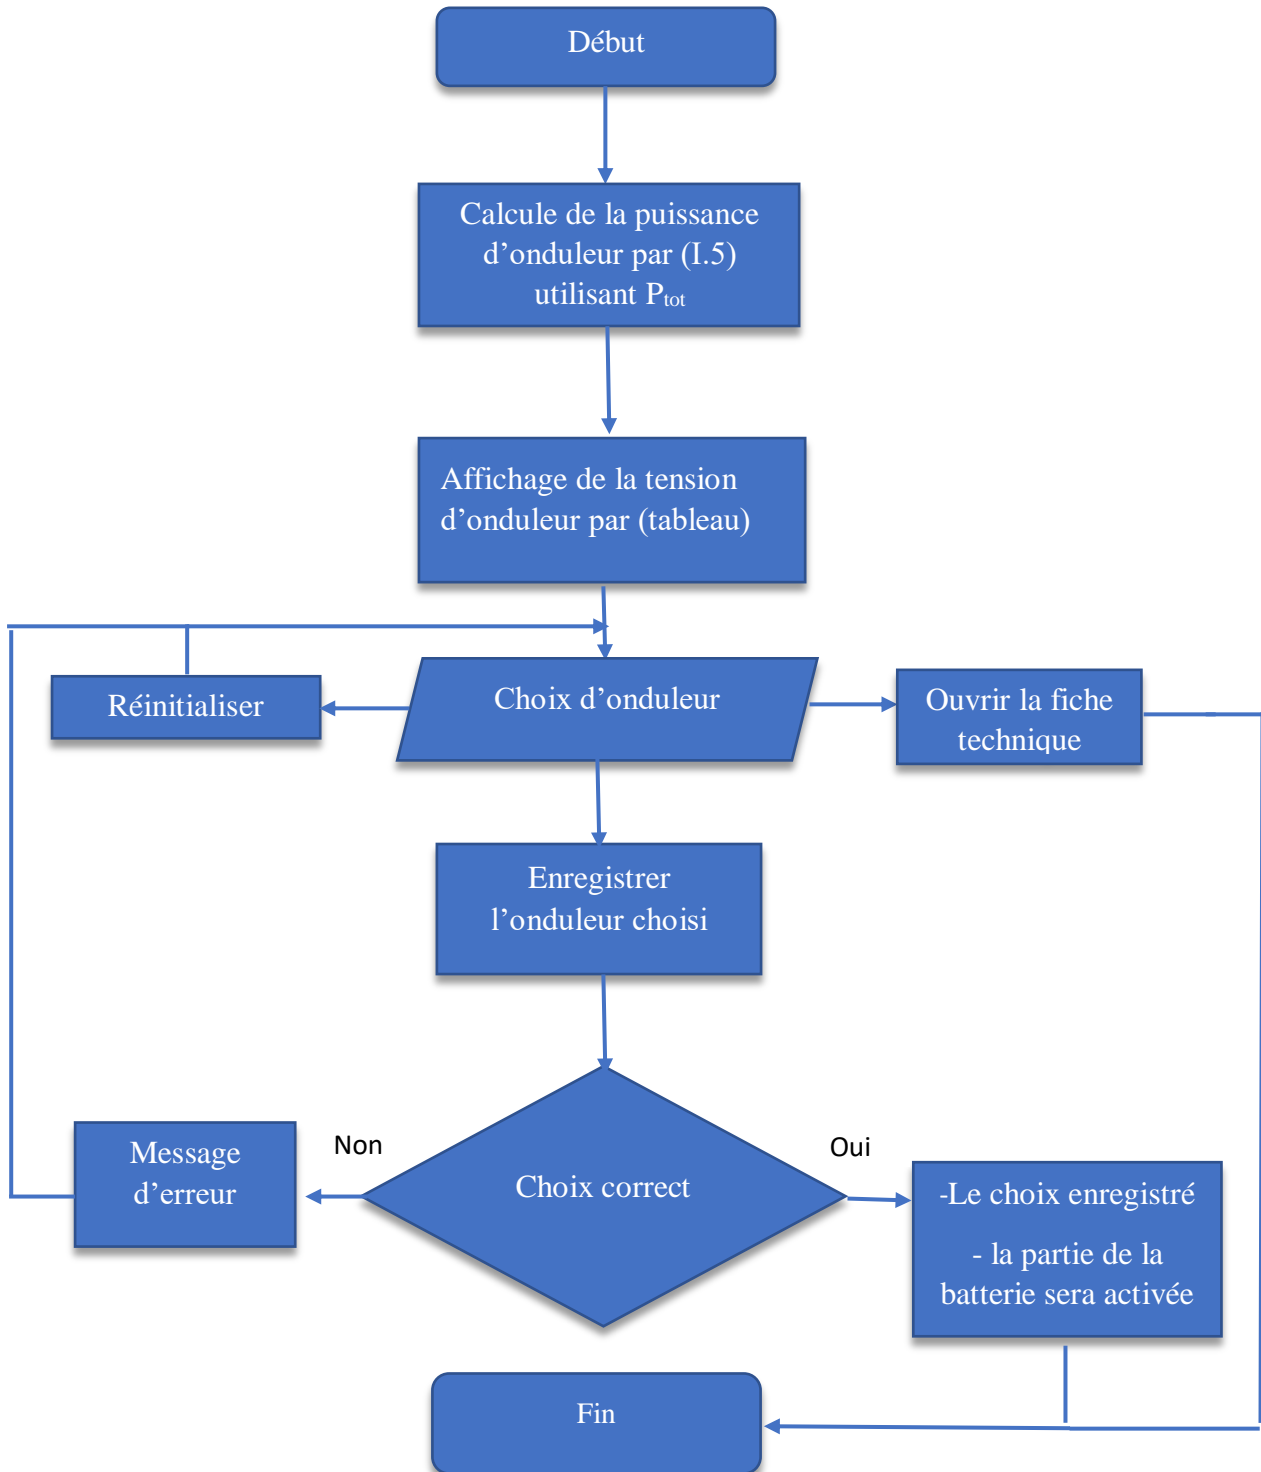 Début
Calcule de la puissance
d’onduleur par (I.5)
utilisant Ptot
Affichage de la tension
d’onduleur par (tableau)
Réinitialiser
Choix d’onduleur
Ouvrir la fiche
technique
Enregistrer
l’onduleur choisi
Message
d’erreur
Non
Choix correct
Oui
-Le choix enregistré
- la partie de la
batterie sera activée
Fin